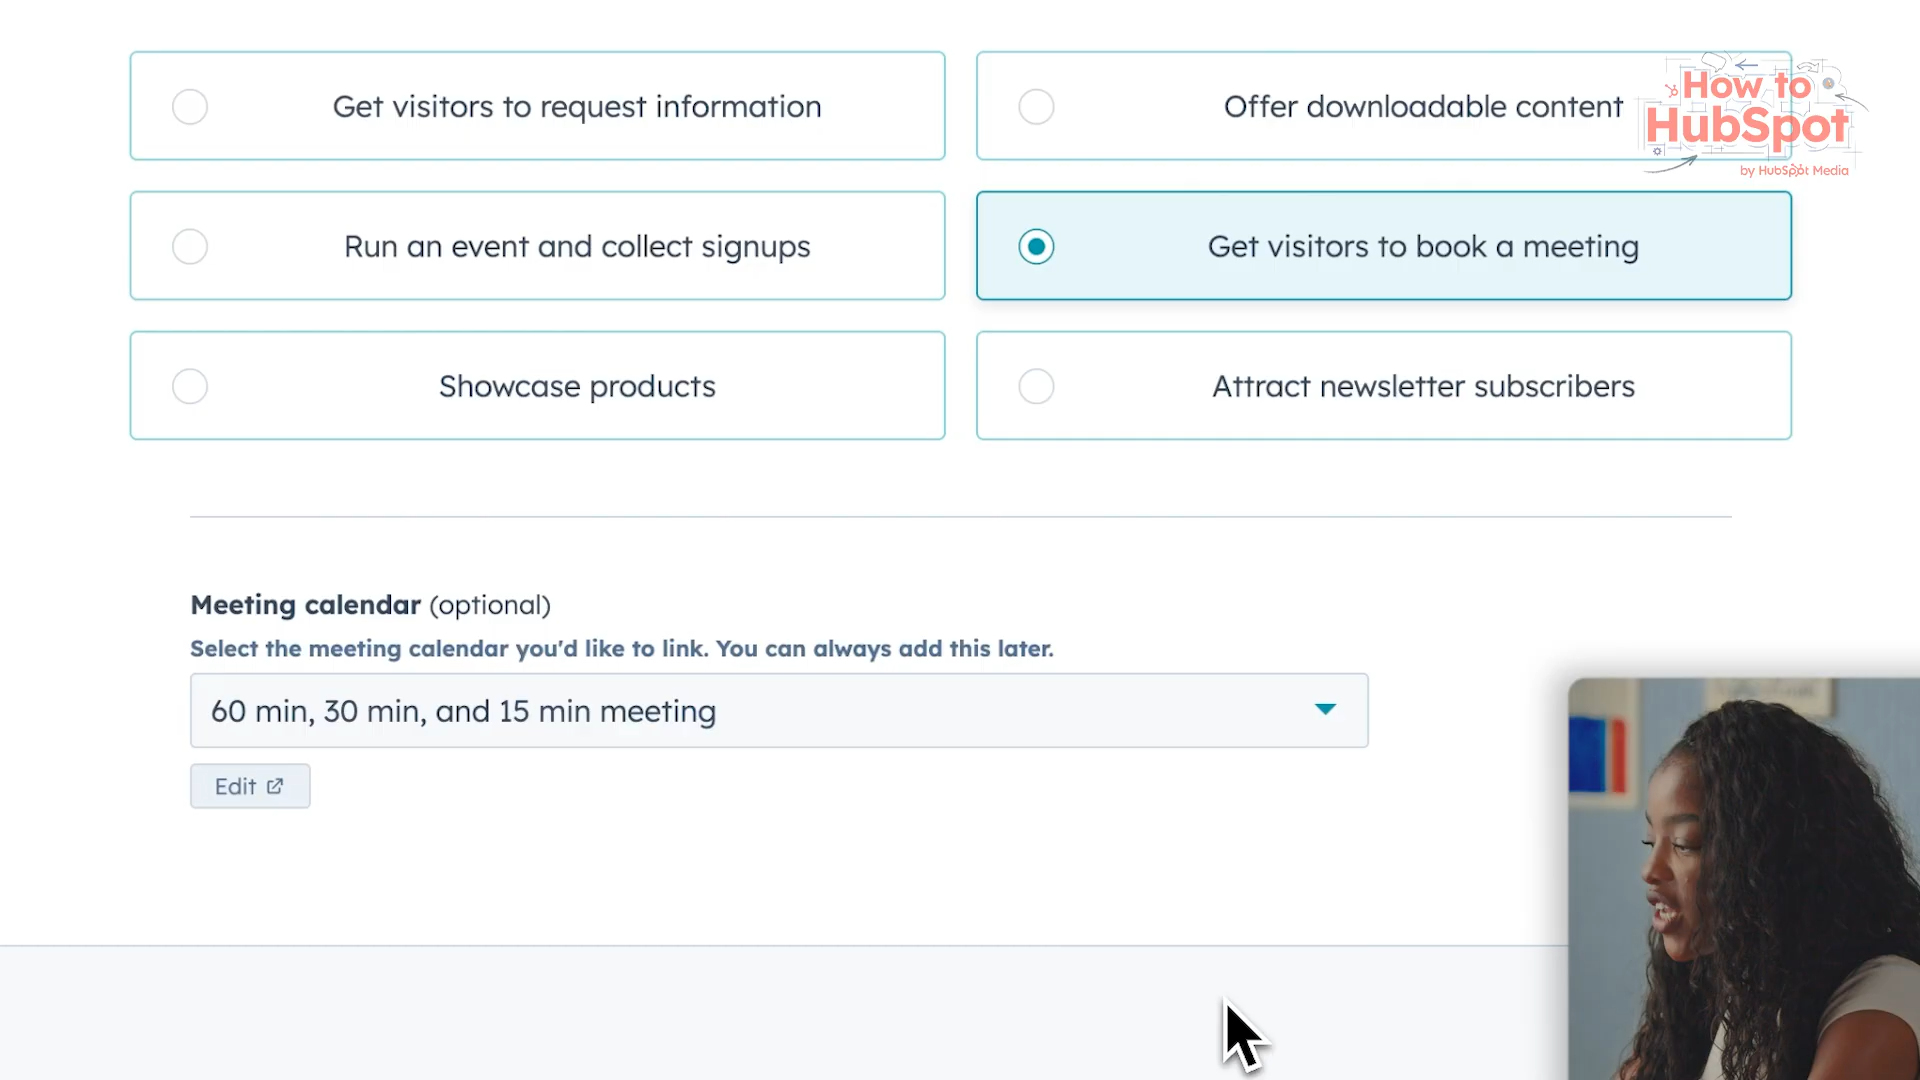 Get visitors to request information
Offer downloadable content
How to
HubSpot
by HubSpot Media
Run an event and collect signups
Get visitors to book a meeting
Showcase products
Attract newsletter subscribers
Meeting calendar (optional)
Select the meeting calendar you'd like to link. You can always add this later.
60 min, 30 min, and 15 min meeting
Edit